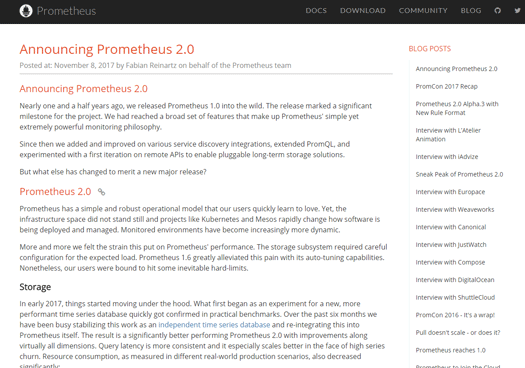 Prometheus
DOCS DOWNLOAD COMMUNITY BLOG
Announcing Prometheus 2.0
Posted at: November 8, 2017 by Fabian Reinartz on behalf of the Prometheus team
Announcing Prometheus 2.0
Nearly one and a half years ago, we released Prometheus 1.0 into the wild. The release marked a significant
milestone for the project. We had reached a broad set of features that make up Prometheus' simple yet
extremely powerful monitoring philosophy.
Since then we added and improved on various service discovery integrations, extended PromQL, and
experimented with a first iteration on remote APIs to enable pluggable long-term storage solutions.
But what else has changed to merit a new major release?
Prometheus 2.0
Prometheus has a simple and robust operational model that our users quickly learn to love. Yet, the
infrastructure space did not stand still and projects like Kubernetes and Mesos rapidly change how software is
being deployed and managed. Monitored environments have become increasingly more dynamic.
More and more we felt the strain this put on Prometheus' performance. The storage subsystem required careful
configuration for the expected load. Prometheus 1.6 greatly alleviated this pain with its auto-tuning capabilities.
Nonetheless, our users were bound to hit some inevitable hard-limits.
Storage
In early 2017, things started moving under the hood. What first began as an experiment for a new, more
performant time series database quickly got confirmed in practical benchmarks. Over the past six months we
have been busy stabilizing this work as an independent time series database and re-integrating this into
Prometheus itself. The result is a significantly better performing Prometheus 2.0 with improvements along
virtually all dimensions. Query latency is more consistent and it especially scales better in the face of high series
churn. Resource consumption, as measured in different real-world production scenarios, also decreased
significantly:
BLOG POSTS
Announcing Prometheus 2.0
PromCon 2017 Recap
Prometheus 2.0 Alpha.3 with
New Rule Format
Interview with L'Atelier
Animation
Interview with iAdvize
Sneak Peak of Prometheus 2.0
Interview with Europace
Interview with Weaveworks
Interview with Canonical
Interview with JustWatch
Interview with Compose
Interview with DigitalOcean
Interview with ShuttleCloud
PromCon 2016 - It's a wrap!
Pull doesn't scale - or does it?
Prometheus reaches 1.0
Prometheus to Join the Cloud